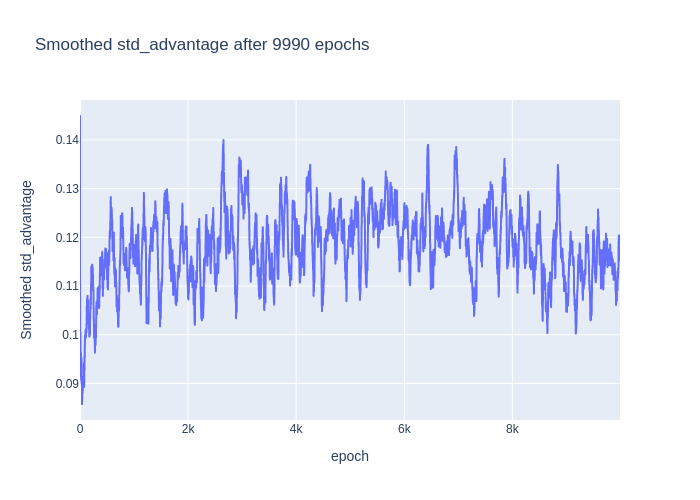 Smoothed std_advantage after 9990 epochs
Smoothed std_advantage
0.14
0.13
0.12
0.11
0.1
0.09
0
2k
4k
6k
8k
epoch